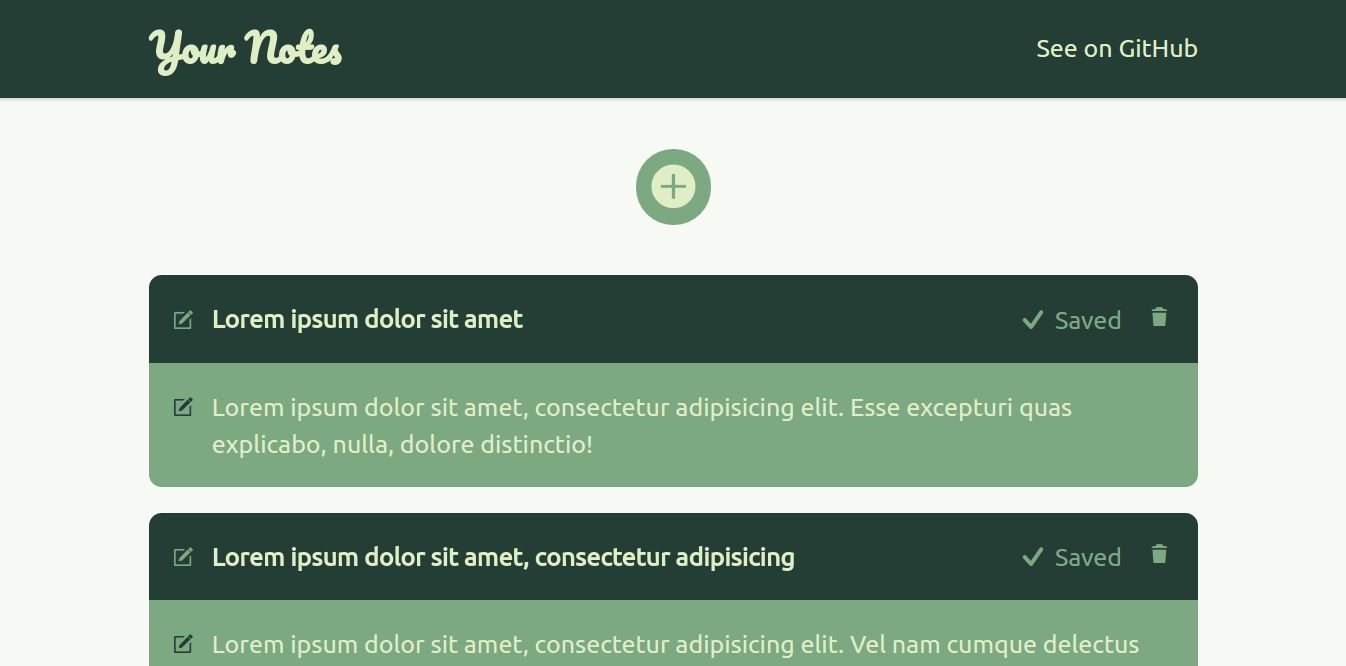 Your Notes
See on GitHub
Lorem ipsum dolor sit amet
Saved
Lorem ipsum dolor sit amet, consectetur adipisicing elit. Esse excepturi quas
explicabo, nulla, dolore distinctio!
Lorem ipsum dolor sit amet, consectetur adipisicing
Saved
Lorem ipsum dolor sit amet, consectetur adipisicing elit. Vel nam cumque delectus